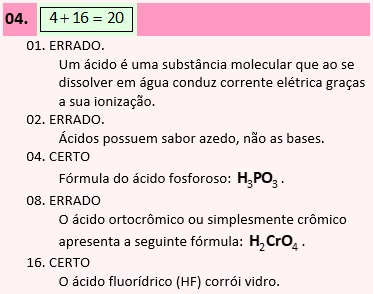 04. 4 + 16 = 20
01. ERRADO.
Um ácido é uma substância molecular que ao se
dissolver em água conduz corrente elétrica graças
a sua ionização.
02. ERRADO.
Ácidos possuem sabor azedo, não as bases.
04. CERTO
Fórmula do ácido fosforoso: H₃PO₃ .
08. ERRADO
O ácido ortocrômico ou simplesmente crômico
apresenta a seguinte fórmula: H₂CrO₄ .
16. CERTO
O ácido fluorídrico (HF) corrói vidro.